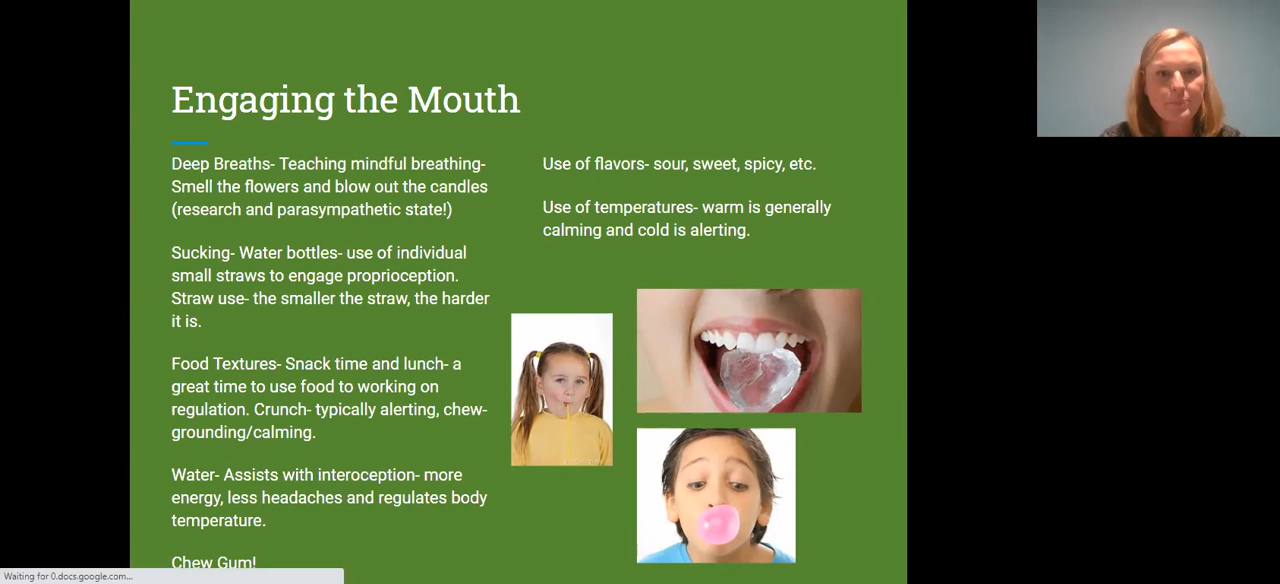 Engaging the Mouth
Deep Breaths- Teaching mindful breathing-
Smell the flowers and blow out the candles
(research and parasympathetic state!)
Sucking- Water bottles- use of individual
small straws to engage proprioception.
Straw use- the smaller the straw, the harder
it is.
Food Textures- Snack time and lunch- a
great time to use food to working on
regulation. Crunch- typically alerting, chew-
grounding/calming.
Water- Assists with interoception- more
energy, less headaches and regulates body
temperature.
Chew Gum!
Use of flavors- sour, sweet, spicy, etc.
Use of temperatures- warm is generally
calming and cold is alerting.
Waiting for 0.docs.google.com...